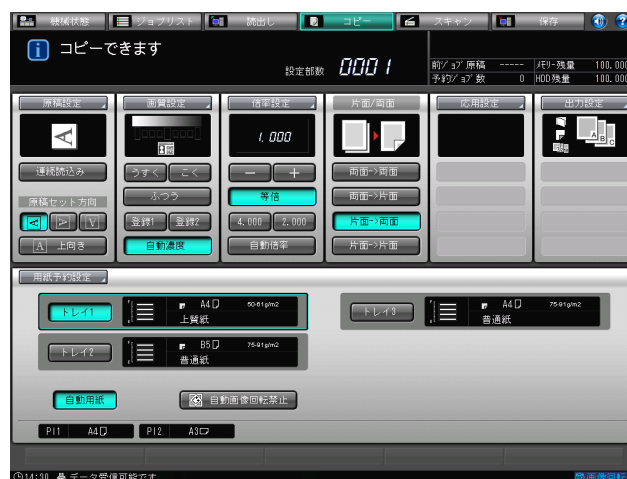 機械状態 ジョブリスト 読出し コピー スキャン 保存
コピーできます
設定部数 0001
前ジョブ原稿 ----- メモリー残量 100.000
予約ジョブ数 0 HDD残量 100.000
原稿設定 画質設定 倍率設定 片面/両面 応用設定 出力設定
1.000
連続読込み うすく こく － ＋ 両面->両面
原稿セット方向 ふつう 等倍 両面->片面
登録1 登録2 4.000 2.000 片面->両面
A 上向き 自動濃度 自動倍率 片面->片面
用紙予約設定
トレイ1 A4 50-61g/m2
上質紙
トレイ3 A4 75-91g/m2
普通紙
トレイ2 B5 75-91g/m2
普通紙
自動用紙 自動画像回転禁止
PI1 A4 PI2 A3
14:30 データ受信可能です 画像回転